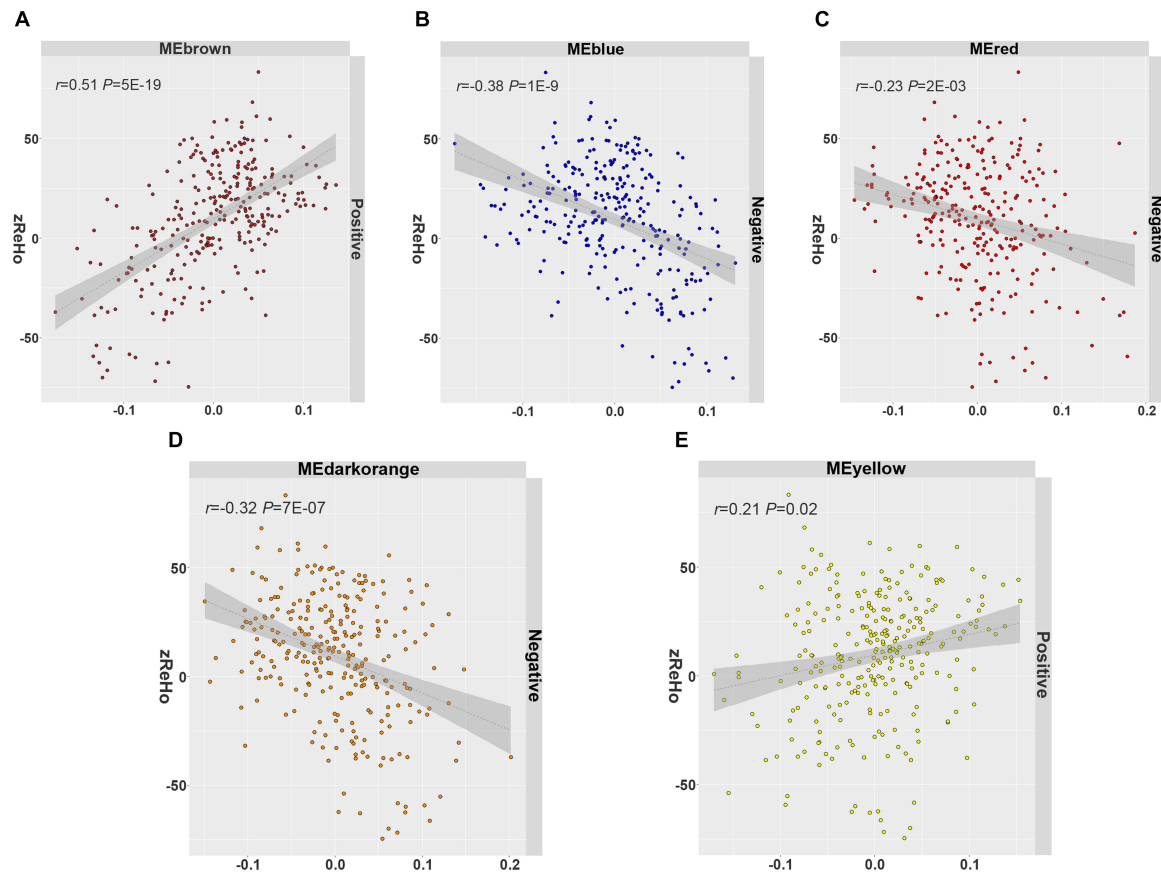 A
B
C
MEbrown
MEblue
MEred
r=0.51 P=5E-19
r=-0.38 P=1E-9
r=-0.23 P=2E-03
50
0
-50
zReHo
Positive
-0.1
0.0
0.1
50
0
-50
zReHo
Negative
-0.1
0.0
0.1
50
0
-50
zReHo
Negative
-0.1
0.0
0.1
0.2
D
E
MEdarkorange
MEyellow
r=-0.32 P=7E-07
r=0.21 P=0.02
50
0
-50
zReHo
Negative
-0.1
0.0
0.1
0.2
50
0
-50
zReHo
Positive
-0.1
0.0
0.1